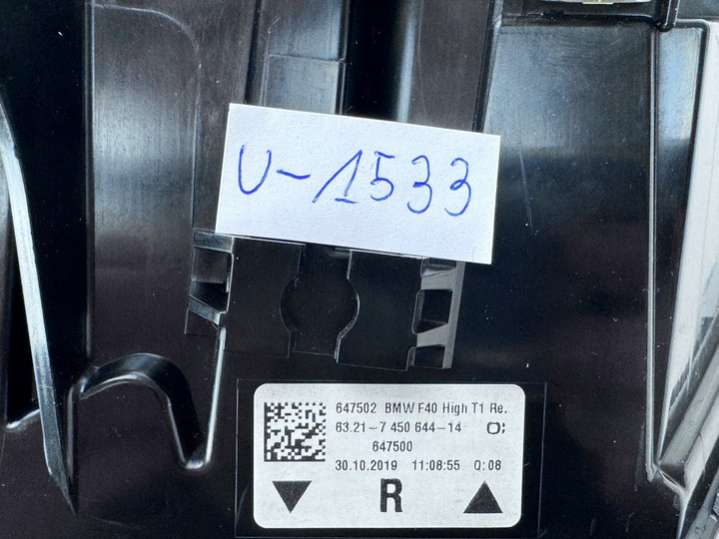 U-1533
647502 BMW F40 High T1 Re.
63.21-7 450 644-14 O:
647500
30.10.2019 11:08:55 Q:08
R